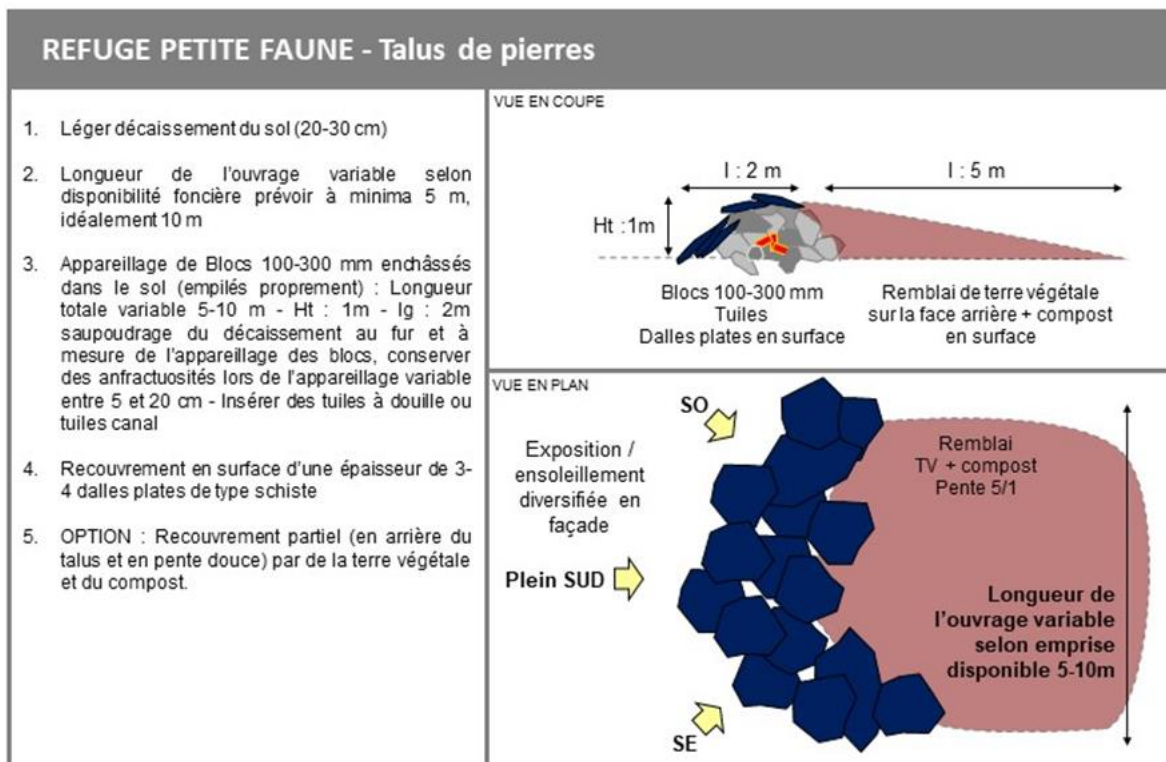 REFUGE PETITE FAUNE - Talus de pierres
1. Léger décaissement du sol (20-30 cm)
2. Longueur de l'ouvrage variable selon
disponibilité foncière prévoir à minima 5 m,
idéalement 10 m
3. Appareillage de Blocs 100-300 mm enchâssés
dans le sol (empilés proprement) : Longueur
totale variable 5-10 m - Ht : 1m - lg : 2m
saupoudrage du décaissement au fur et à
mesure de l'appareillage des blocs, conserver
des anfractuosités lors de l'appareillage variable
entre 5 et 20 cm - Insérer des tuiles à douille ou
tuiles canal
4. Recouvrement en surface d'une épaisseur de 3-
4 dalles plates de type schiste
5. OPTION : Recouvrement partiel (en arrière du
talus et en pente douce) par de la terre végétale
et du compost.
VUE EN COUPE
l : 2 m
l : 5 m
Ht :1m
Blocs 100-300 mm
Tuiles
Dalles plates en surface
Remblai de terre végétale
sur la face arrière + compost
en surface
VUE EN PLAN
SO
Exposition /
ensoleillement
diversifiée en
façade
Plein SUD
SE
Remblai
TV + compost
Pente 5/1
Longueur de
l'ouvrage variable
selon emprise
disponible 5-10m